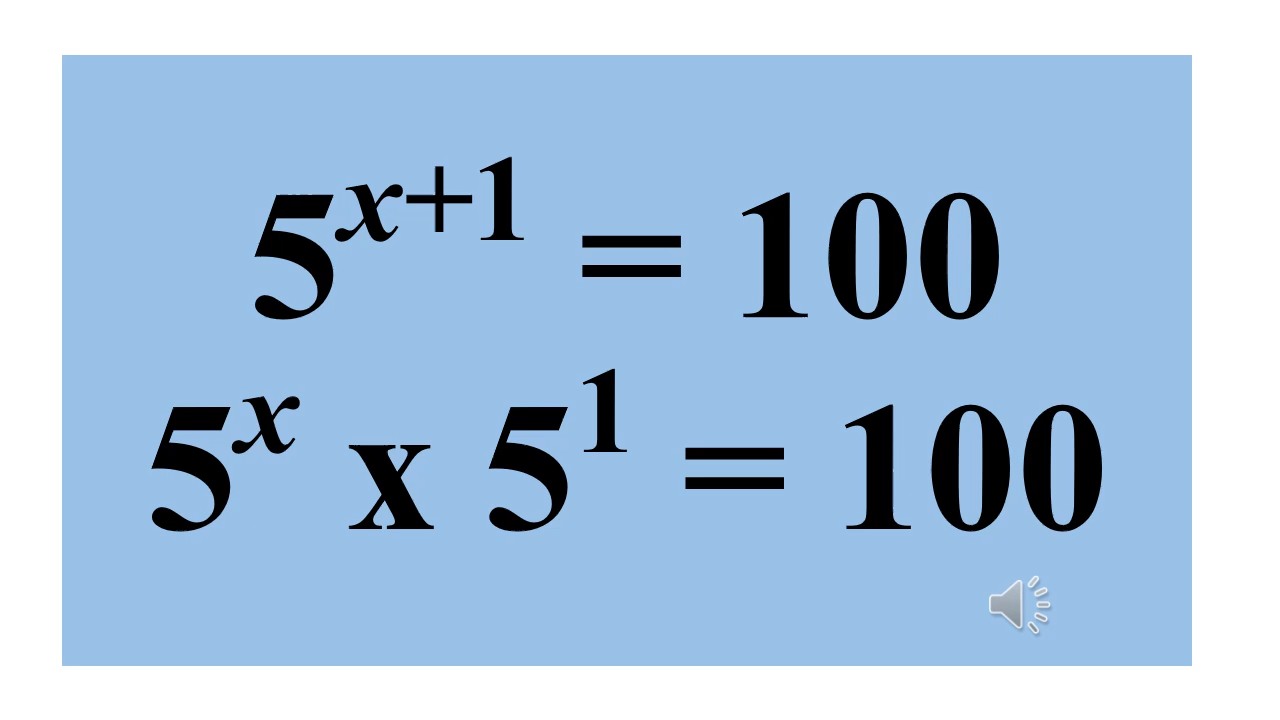 5^{x+1} = 100
5^x x 5^1 = 100